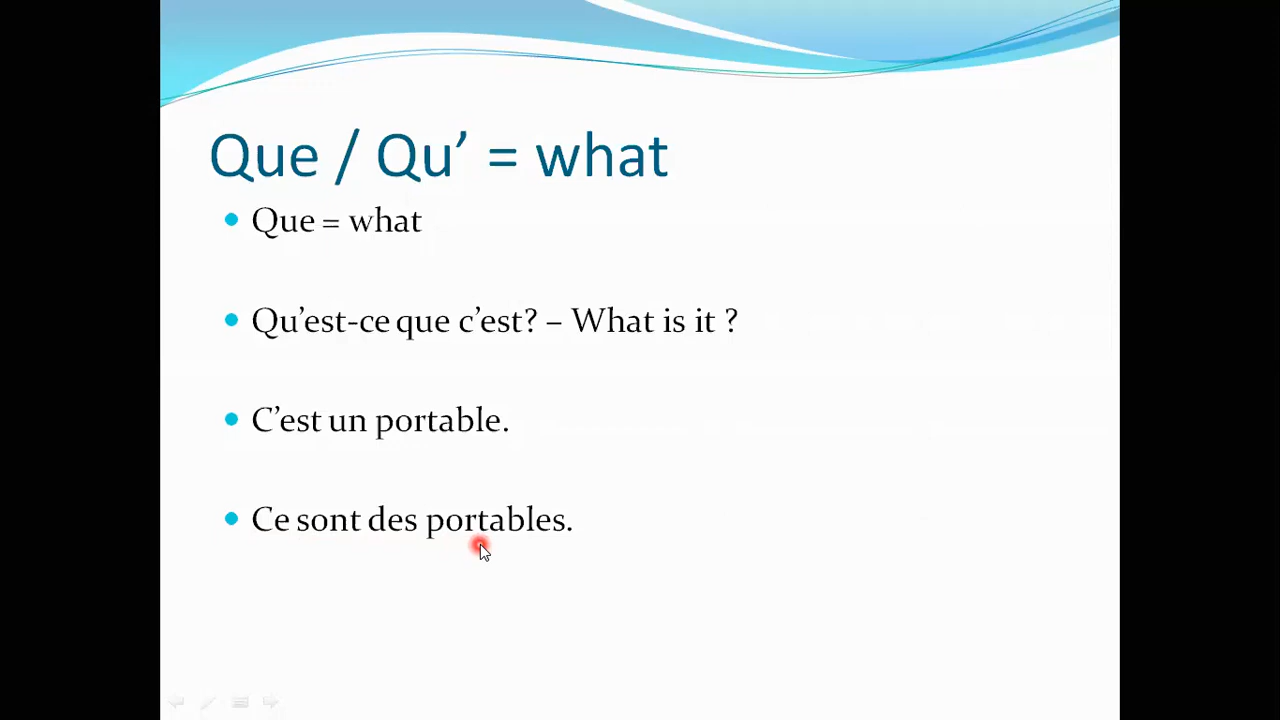 Que / Qu’ = what
Que = what
Qu’est-ce que c’est? – What is it ?
C’est un portable.
Ce sont des portables.